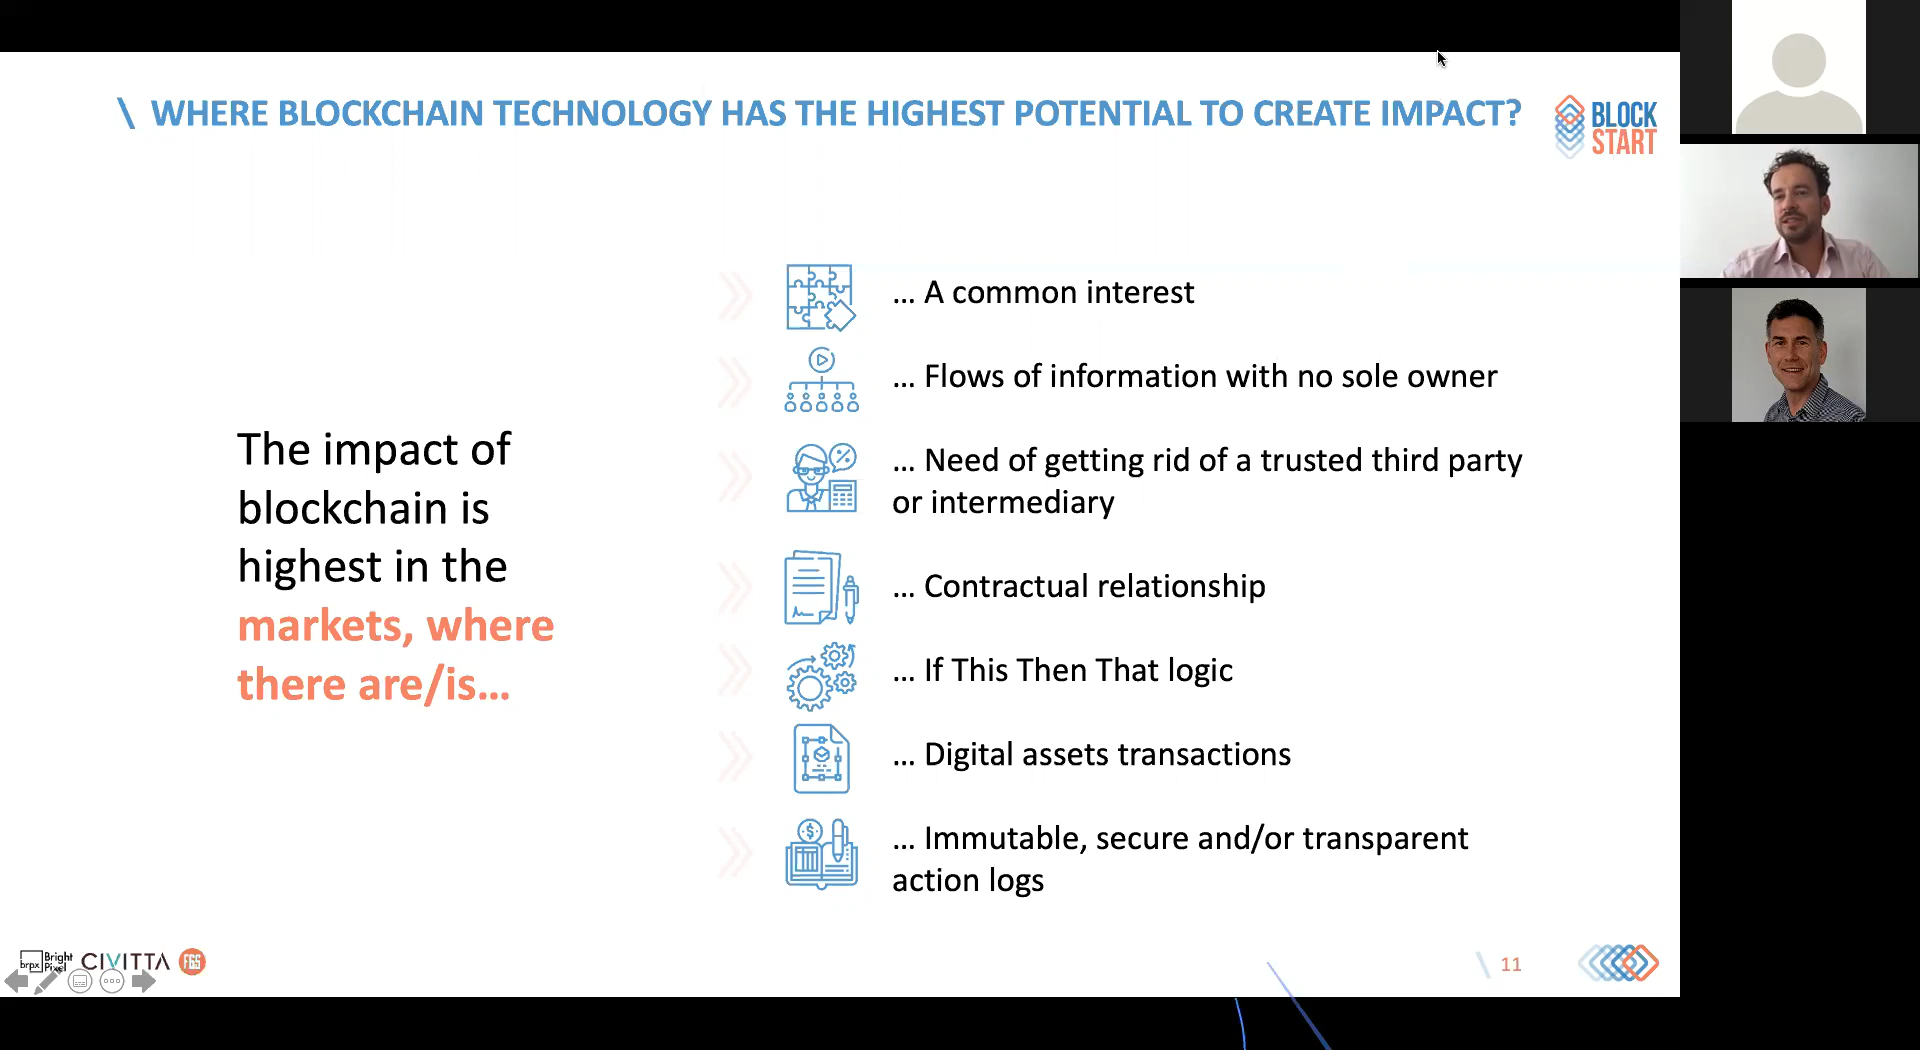 \ WHERE BLOCKCHAIN TECHNOLOGY HAS THE HIGHEST POTENTIAL TO CREATE IMPACT?
BLOCK
START
The impact of
blockchain is
highest in the
markets, where
there are/is...
... A common interest
... Flows of information with no sole owner
... Need of getting rid of a trusted third party
or intermediary
... Contractual relationship
... If This Then That logic
... Digital assets transactions
... Immutable, secure and/or transparent
action logs
brpx Bright
Pixel
CIVITTA
FGS
\ 11